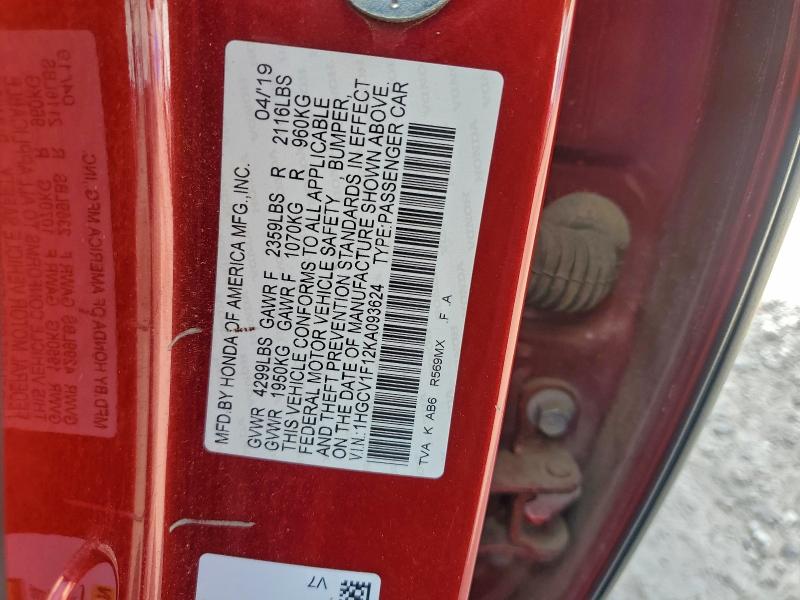 MFD.BY HONDA OF AMERICA MFG.,INC. 04/'19
GVWR 4299LBS GAWR F 2359LBS R 2116LBS
GVWR 1950KG GAWR F 1070KG R 960KG
THIS VEHICLE CONFORMS TO ALL APPLICABLE
FEDERAL MOTOR VEHICLE SAFETY, BUMPER,
AND THEFT PREVENTION STANDARDS IN EFFECT
ON THE DATE OF MANUFACTURE SHOWN ABOVE.
V.I.N.:1HGCV1F12KA093624 TYPE:PASSENGER CAR
TVA K AB6 R569MX .F .A
V7